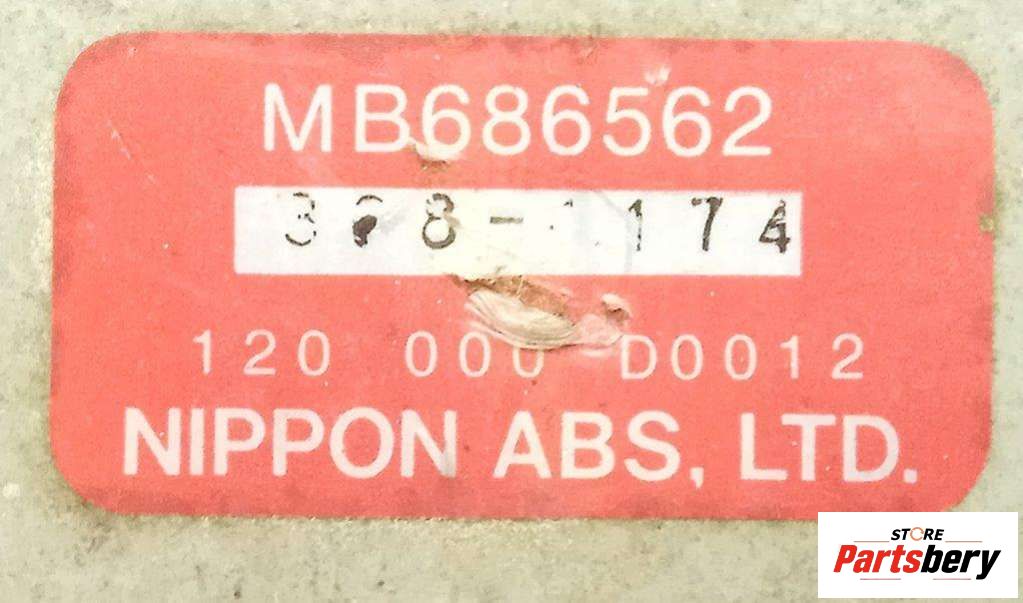 MB686562
120 000 D0012
NIPPON ABS, LTD.
STORE
Partsbery